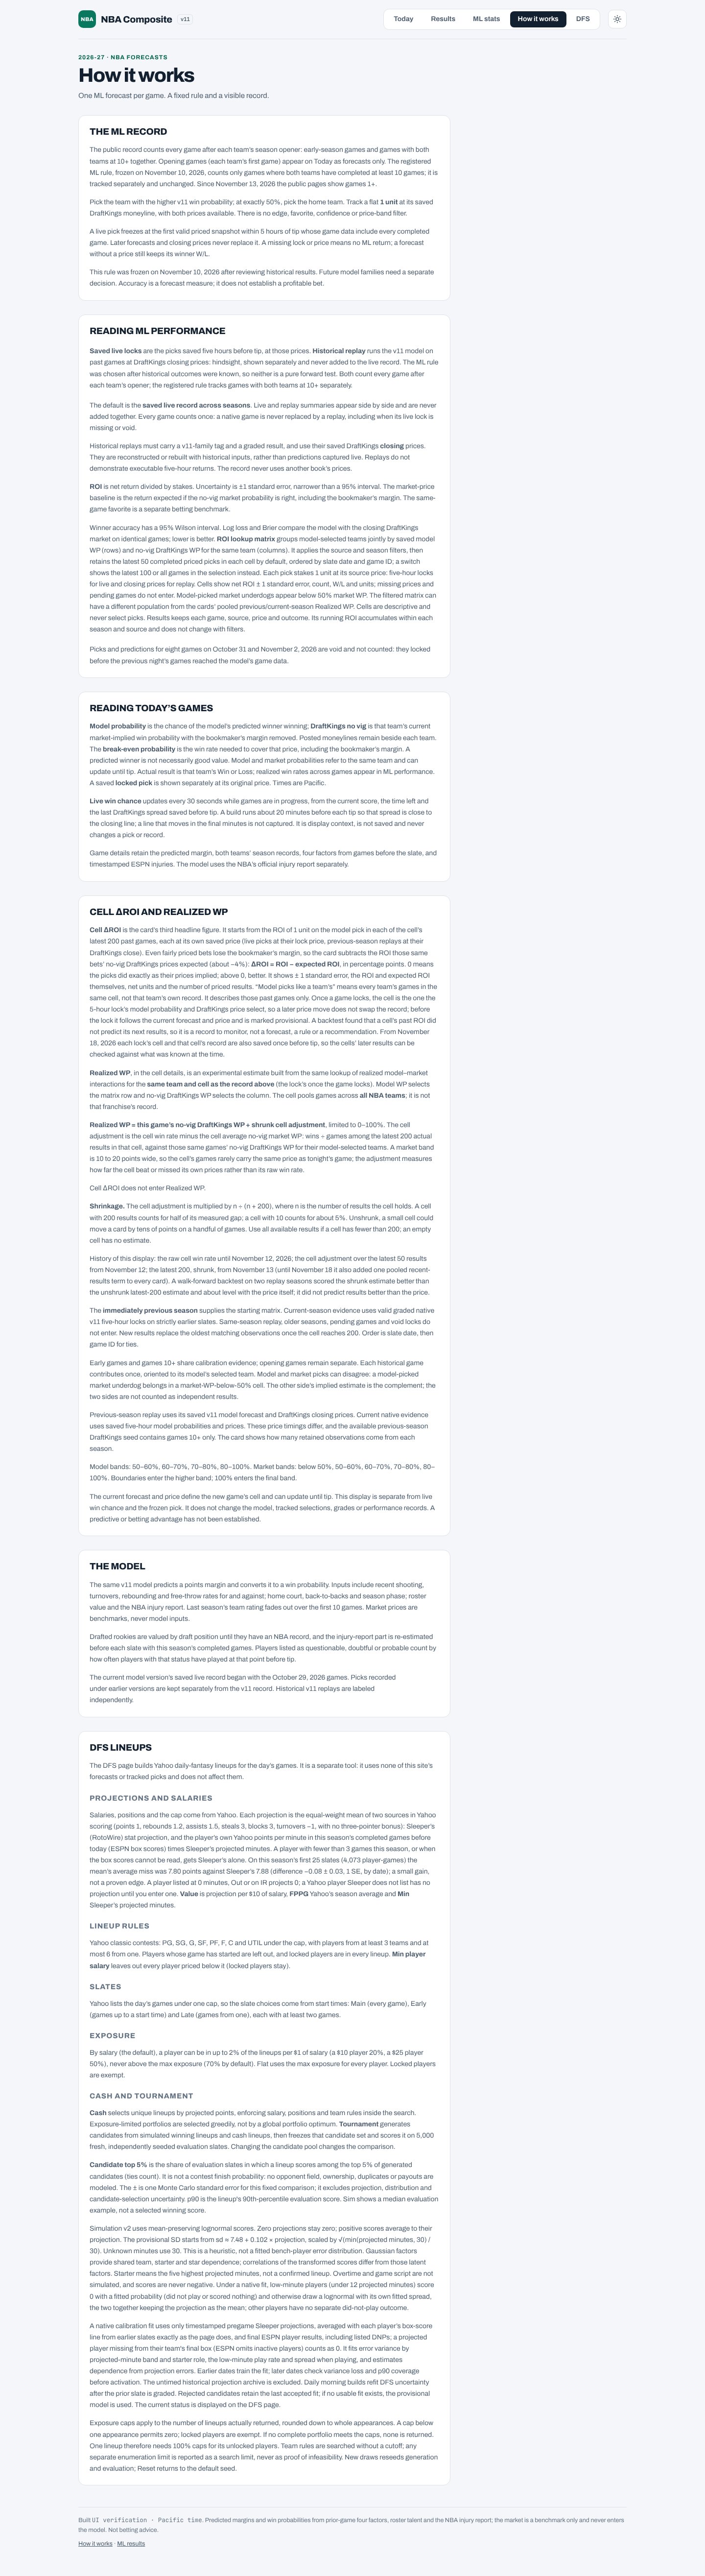 NBA NBA Composite v11 Today Results ML stats How it works DFS
2026-27 · NBA FORECASTS
How it works
One ML forecast per game. A fixed rule and a visible record.
THE ML RECORD
The public record counts every game after each team's season opener: early-season games and games with both
teams at 10+ together. Opening games (each team's first game) appear on Today as forecasts only. The registered
ML rule, frozen on November 10, 2026, counts only games where both teams have completed at least 10 games; it is
tracked separately and unchanged. Since November 13, 2026 the public pages show games 1+.
Pick the team with the higher v11 win probability; at exactly 50%, pick the home team. Track a flat 1 unit at its saved
DraftKings moneyline, with both prices available. There is no edge, favorite, confidence or price-band filter.
A live pick freezes at the first valid priced snapshot within 5 hours of tip whose game data include every completed
game. Later forecasts and closing prices never replace it. A missing lock or price means no ML return; a forecast
without a price still keeps its winner W/L.
This rule was frozen on November 10, 2026 after reviewing historical results. Future model families need a separate
decision. Accuracy is a forecast measure; it does not establish a profitable bet.
READING ML PERFORMANCE
Saved live locks are the picks saved five hours before tip, at those prices. Historical replay runs the v11 model on
past games at DraftKings closing prices: hindsight, shown separately and never added to the live record. The ML rule
was chosen after historical outcomes were known, so neither is a pure forward test. Both count every game after
each team's opener; the registered rule tracks games with both teams at 10+ separately.
The default is the saved live record across seasons. Live and replay summaries appear side by side and are never
added together. Every game counts once: a native game is never replaced by a replay, including when its live lock is
missing or void.
Historical replays must carry a v11-family tag and a graded result, and use their saved DraftKings closing prices.
They are reconstructed or rebuilt with historical inputs, rather than predictions captured live. Replays do not
demonstrate executable five-hour returns. The record never uses another book's prices.
ROI is net return divided by stakes. Uncertainty is ±1 standard error, narrower than a 95% interval. The market-price
baseline is the return expected if the no-vig market probability is right, including the bookmaker's margin. The same-
game favorite is a separate betting benchmark.
Winner accuracy has a 95% Wilson interval. Log loss and Brier compare the model with the closing DraftKings
market on identical games; lower is better. ROI lookup matrix groups model-selected teams jointly by saved model
WP (rows) and no-vig DraftKings WP for the same team (columns). It applies the source and season filters, then
retains the latest 50 completed priced picks in each cell by default, ordered by slate date and game ID; a switch
shows the latest 100 or all games in the selection instead. Each pick stakes 1 unit at its source price: five-hour locks
for live and closing prices for replay. Cells show net ROI ± 1 standard error, count, W/L and units; missing prices and
pending games do not enter. Model-picked market underdogs appear below 50% market WP. The filtered matrix can
have a different population from the cards' pooled previous/current-season Realized WP. Cells are descriptive and
never select picks. Results keeps each game, source, price and outcome. Its running ROI accumulates within each
season and source and does not change with filters.
Picks and predictions for eight games on October 31 and November 2, 2026 are void and not counted: they locked
before the previous night's games reached the model's game data.
READING TODAY'S GAMES
Model probability is the chance of the model's predicted winner winning; DraftKings no vig is that team's current
market-implied win probability with the bookmaker's margin removed. Posted moneylines remain beside each team.
The break-even probability is the win rate needed to cover that price, including the bookmaker's margin. A
predicted winner is not necessarily good value. Model and market probabilities refer to the same team and can
update until tip. Actual result is that team's Win or Loss; realized win rates across games appear in ML performance.
A saved locked pick is shown separately at its original price. Times are Pacific.
Live win chance updates every 30 seconds while games are in progress, from the current score, the time left and
the last DraftKings spread saved before tip. A build runs about 20 minutes before each tip so that spread is close to
the closing line; a line that moves in the final minutes is not captured. It is display context, is not saved and never
changes a pick or record.
Game details retain the predicted margin, both teams' season records, four factors from games before the slate, and
timestamped ESPN injuries. The model uses the NBA's official injury report separately.
CELL ΔROI AND REALIZED WP
Cell ΔROI is the card's third headline figure. It starts from the ROI of 1 unit on the model pick in each of the cell's
latest 200 past games, each at its own saved price (live picks at their lock price, previous-season replays at their
DraftKings close). Even fairly priced bets lose the bookmaker's margin, so the card subtracts the ROI those same
bets' no-vig DraftKings prices expected (about −4%): ΔROI = ROI − expected ROI, in percentage points. 0 means
the picks did exactly as their prices implied; above 0, better. It shows ± 1 standard error, the ROI and expected ROI
themselves, net units and the number of priced results. "Model picks like a team's" means every team's games in the
same cell, not that team's own record. It describes those past games only. Once a game locks, the cell is the one the
5-hour lock's model probability and DraftKings price select, so a later price move does not swap the record; before
the lock it follows the current forecast and price and is marked provisional. A backtest found that a cell's past ROI did
not predict its next results, so it is a record to monitor, not a forecast, a rule or a recommendation. From November
18, 2026 each lock's cell and that cell's record are also saved once before tip, so the cells' later results can be
checked against what was known at the time.
Realized WP, in the cell details, is an experimental estimate built from the same lookup of realized model–market
interactions for the same team and cell as the record above (the lock's once the game locks). Model WP selects
the matrix row and no-vig DraftKings WP selects the column. The cell pools games across all NBA teams; it is not
that franchise's record.
Realized WP = this game's no-vig DraftKings WP + shrunk cell adjustment, limited to 0–100%. The cell
adjustment is the cell win rate minus the cell average no-vig market WP: wins ÷ games among the latest 200 actual
results in that cell, against those same games' no-vig DraftKings WP for their model-selected teams. A market band
is 10 to 20 points wide, so the cell's games rarely carry the same price as tonight's game; the adjustment measures
how far the cell beat or missed its own prices rather than its raw win rate.
Cell ΔROI does not enter Realized WP.
Shrinkage. The cell adjustment is multiplied by n ÷ (n + 200), where n is the number of results the cell holds. A cell
with 200 results counts for half of its measured gap; a cell with 10 counts for about 5%. Unshrunk, a small cell could
move a card by tens of points on a handful of games. Use all available results if a cell has fewer than 200; an empty
cell has no estimate.
History of this display: the raw cell win rate until November 12, 2026; the cell adjustment over the latest 50 results
from November 12; the latest 200, shrunk, from November 13 (until November 18 it also added one pooled recent-
results term to every card). A walk-forward backtest on two replay seasons scored the shrunk estimate better than
the unshrunk latest-200 estimate and about level with the price itself; it did not predict results better than the price.
The immediately previous season supplies the starting matrix. Current-season evidence uses valid graded native
v11 five-hour locks on strictly earlier slates. Same-season replay, older seasons, pending games and void locks do
not enter. New results replace the oldest matching observations once the cell reaches 200. Order is slate date, then
game ID for ties.
Early games and games 10+ share calibration evidence; opening games remain separate. Each historical game
contributes once, oriented to its model's selected team. Model and market picks can disagree: a model-picked
market underdog belongs in a market-WP-below-50% cell. The other side's implied estimate is the complement; the
two sides are not counted as independent results.
Previous-season replay uses its saved v11 model forecast and DraftKings closing prices. Current native evidence
uses saved five-hour model probabilities and prices. These price timings differ, and the available previous-season
DraftKings seed contains games 10+ only. The card shows how many retained observations come from each
season.
Model bands: 50–60%, 60–70%, 70–80%, 80–100%. Market bands: below 50%, 50–60%, 60–70%, 70–80%, 80–
100%. Boundaries enter the higher band; 100% enters the final band.
The current forecast and price define the new game's cell and can update until tip. This display is separate from live
win chance and the frozen pick. It does not change the model, tracked selections, grades or performance records. A
predictive or betting advantage has not been established.
THE MODEL
The same v11 model predicts a points margin and converts it to a win probability. Inputs include recent shooting,
turnovers, rebounding and free-throw rates for and against; home court, back-to-backs and season phase; roster
value and the NBA injury report. Last season's team rating fades out over the first 10 games. Market prices are
benchmarks, never model inputs.
Drafted rookies are valued by draft position until they have an NBA record, and the injury-report part is re-estimated
before each slate with this season's completed games. Players listed as questionable, doubtful or probable count by
how often players with that status have played at that point before tip.
The current model version's saved live record began with the October 29, 2026 games. Picks recorded
under earlier versions are kept separately from the v11 record. Historical v11 replays are labeled
independently.
DFS LINEUPS
The DFS page builds Yahoo daily-fantasy lineups for the day's games. It is a separate tool: it uses none of this site's
forecasts or tracked picks and does not affect them.
PROJECTIONS AND SALARIES
Salaries, positions and the cap come from Yahoo. Each projection is the equal-weight mean of two sources in Yahoo
scoring (points 1, rebounds 1.2, assists 1.5, steals 3, blocks 3, turnovers −1, with no three-pointer bonus): Sleeper's
(RotoWire) stat projection, and the player's own Yahoo points per minute in this season's completed games before
today (ESPN box scores) times Sleeper's projected minutes. A player with fewer than 3 games this season, or when
the box scores cannot be read, gets Sleeper's alone. On this season's first 25 slates (4,073 player-games) the
mean's average miss was 7.80 points against Sleeper's 7.88 (difference −0.08 ± 0.03, 1 SE, by date); a small gain,
not a proven edge. A player listed at 0 minutes, Out or on IR projects 0; a Yahoo player Sleeper does not list has no
projection until you enter one. Value is projection per $10 of salary, FPPG Yahoo's season average and Min
Sleeper's projected minutes.
LINEUP RULES
Yahoo classic contests: PG, SG, G, SF, PF, F, C and UTIL under the cap, with players from at least 3 teams and at
most 6 from one. Players whose game has started are left out, and locked players are in every lineup. Min player
salary leaves out every player priced below it (locked players stay).
SLATES
Yahoo lists the day's games under one cap, so the slate choices come from start times: Main (every game), Early
(games up to a start time) and Late (games from one), each with at least two games.
EXPOSURE
By salary (the default), a player can be in up to 2% of the lineups per $1 of salary (a $10 player 20%, a $25 player
50%), never above the max exposure (70% by default). Flat uses the max exposure for every player. Locked players
are exempt.
CASH AND TOURNAMENT
Cash selects unique lineups by projected points, enforcing salary, positions and team rules inside the search.
Exposure-limited portfolios are selected greedily, not by a global portfolio optimum. Tournament generates
candidates from simulated winning lineups and cash lineups, then freezes that candidate set and scores it on 5,000
fresh, independently seeded evaluation slates. Changing the candidate pool changes the comparison.
Candidate top 5% is the share of evaluation slates in which a lineup scores among the top 5% of generated
candidates (ties count). It is not a contest finish probability: no opponent field, ownership, duplicates or payouts are
modeled. The ± is one Monte Carlo standard error for this fixed comparison; it excludes projection, distribution and
candidate-selection uncertainty. p90 is the lineup's 90th-percentile evaluation score. Sim shows a median evaluation
example, not a selected winning score.
Simulation v2 uses mean-preserving lognormal scores. Zero projections stay zero; positive scores average to their
projection. The provisional SD starts from sd ≈ 7.48 + 0.102 × projection, scaled by √(min(projected minutes, 30) /
30). Unknown minutes use 30. This is a heuristic, not a fitted bench-player error distribution. Gaussian factors
provide shared team, starter and star dependence; correlations of the transformed scores differ from those latent
factors. Starter means the five highest projected minutes, not a confirmed lineup. Overtime and game script are not
simulated, and scores are never negative. Under a native fit, low-minute players (under 12 projected minutes) score
0 with a fitted probability (did not play or scored nothing) and otherwise draw a lognormal with its own fitted spread,
the two together keeping the projection as the mean; other players have no separate did-not-play outcome.
A native calibration fit uses only timestamped pregame Sleeper projections, averaged with each player's box-score
line from earlier slates exactly as the page does, and final ESPN player results, including listed DNPs; a projected
player missing from their team's final box (ESPN omits inactive players) counts as 0. It fits error variance by
projected-minute band and starter role, the low-minute play rate and spread when playing, and estimates
dependence from projection errors. Earlier dates train the fit; later dates check variance loss and p90 coverage
before activation. The untimed historical projection archive is excluded. Daily morning builds refit DFS uncertainty
after the prior slate is graded. Rejected candidates retain the last accepted fit; if no usable fit exists, the provisional
model is used. The current status is displayed on the DFS page.
Exposure caps apply to the number of lineups actually returned, rounded down to whole appearances. A cap below
one appearance permits zero; locked players are exempt. If no complete portfolio meets the caps, none is returned.
One lineup therefore needs 100% caps for its unlocked players. Team rules are searched without a cutoff; any
separate enumeration limit is reported as a search limit, never as proof of infeasibility. New draws reseeds generation
and evaluation; Reset returns to the default seed.
Built UI verification · Pacific time. Predicted margins and win probabilities from prior-game four factors, roster talent and the NBA injury report; the market is a benchmark only and never enters
the model. Not betting advice.
How it works · ML results